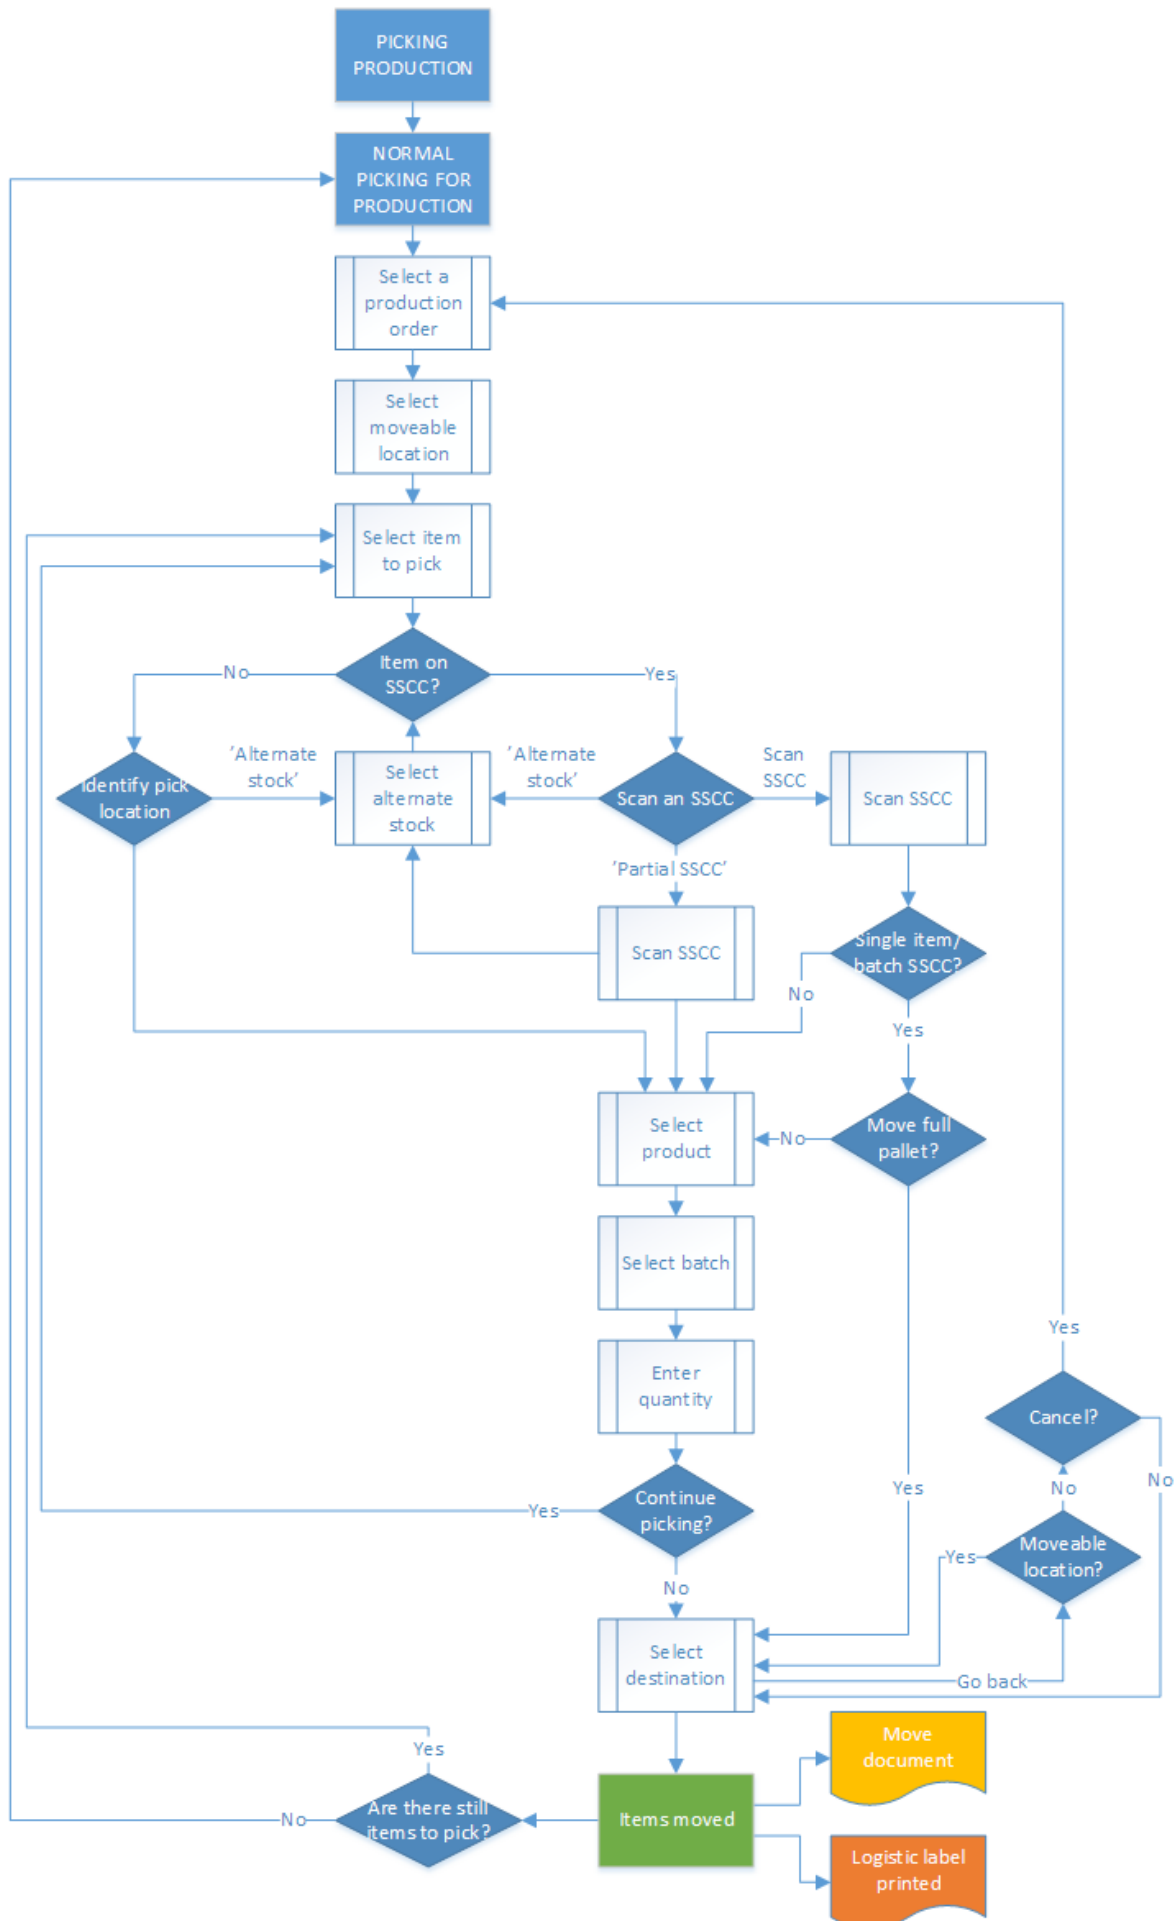 PICKING
PRODUCTION
NORMAL
PICKING FOR
PRODUCTION
Select a
production
order
Select
moveable
location
Select item
to pick
Item on
SSCC?
No
Yes
Identify pick
location
'Alternate
stock'
Select
alternate
stock
'Alternate
stock'
Scan an SSCC
Scan
SSCC
Scan SSCC
'Partial SSCC'
Scan SSCC
Single item/
batch SSCC?
No
Yes
Select
product
No
Move full
pallet?
Select batch
Enter
quantity
Yes
Cancel?
No
Continue
picking?
Yes
Yes
No
Moveable
location?
Yes
No
Select
destination
Go back
Move
document
Yes
Are there still
items to pick?
No
Items moved
Logistic label
printed